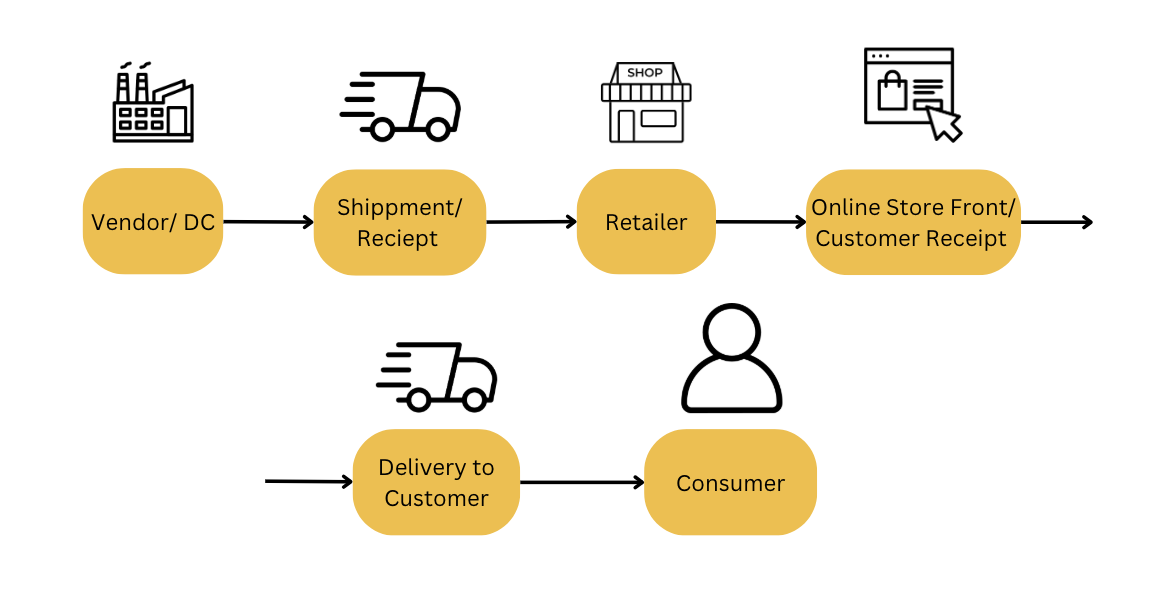 SHOP
Vendor/ DC
Shippment/
Reciept
Retailer
Online Store Front/
Customer Receipt
Delivery to
Customer
Consumer